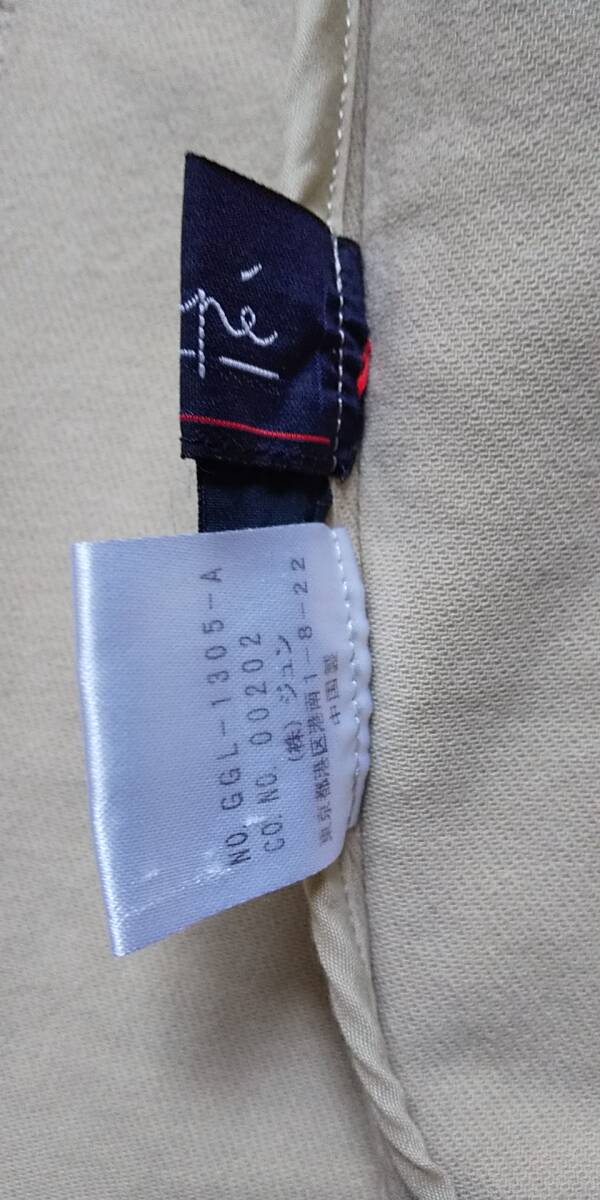 NO. GGL-1305-A
CO. NO. 00202
(株) ジュン
東京都港区港南1-8-22
中国製